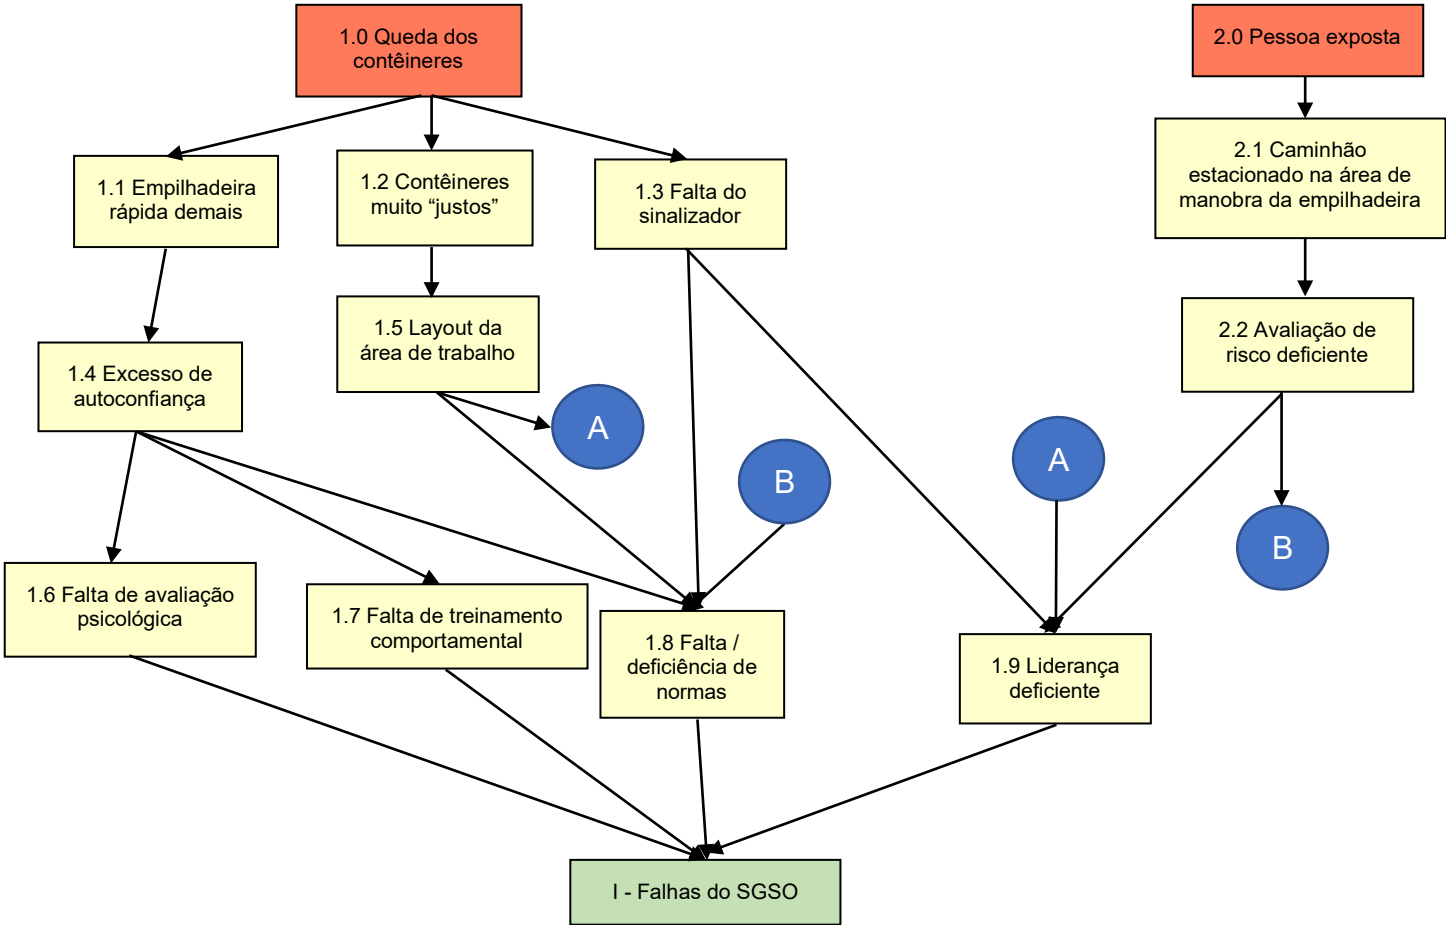 1.0 Queda dos
contêineres
2.0 Pessoa exposta
1.1 Empilhadeira
rápida demais
1.2 Contêineres
muito “justos”
1.3 Falta do
sinalizador
2.1 Caminhão
estacionado na área de
manobra da empilhadeira
1.4 Excesso de
autoconfiança
1.5 Layout da
área de trabalho
2.2 Avaliação de
risco deficiente
A
B
A
B
1.6 Falta de avaliação
psicológica
1.7 Falta de treinamento
comportamental
1.8 Falta /
deficiência de
normas
1.9 Liderança
deficiente
I - Falhas do SGSO